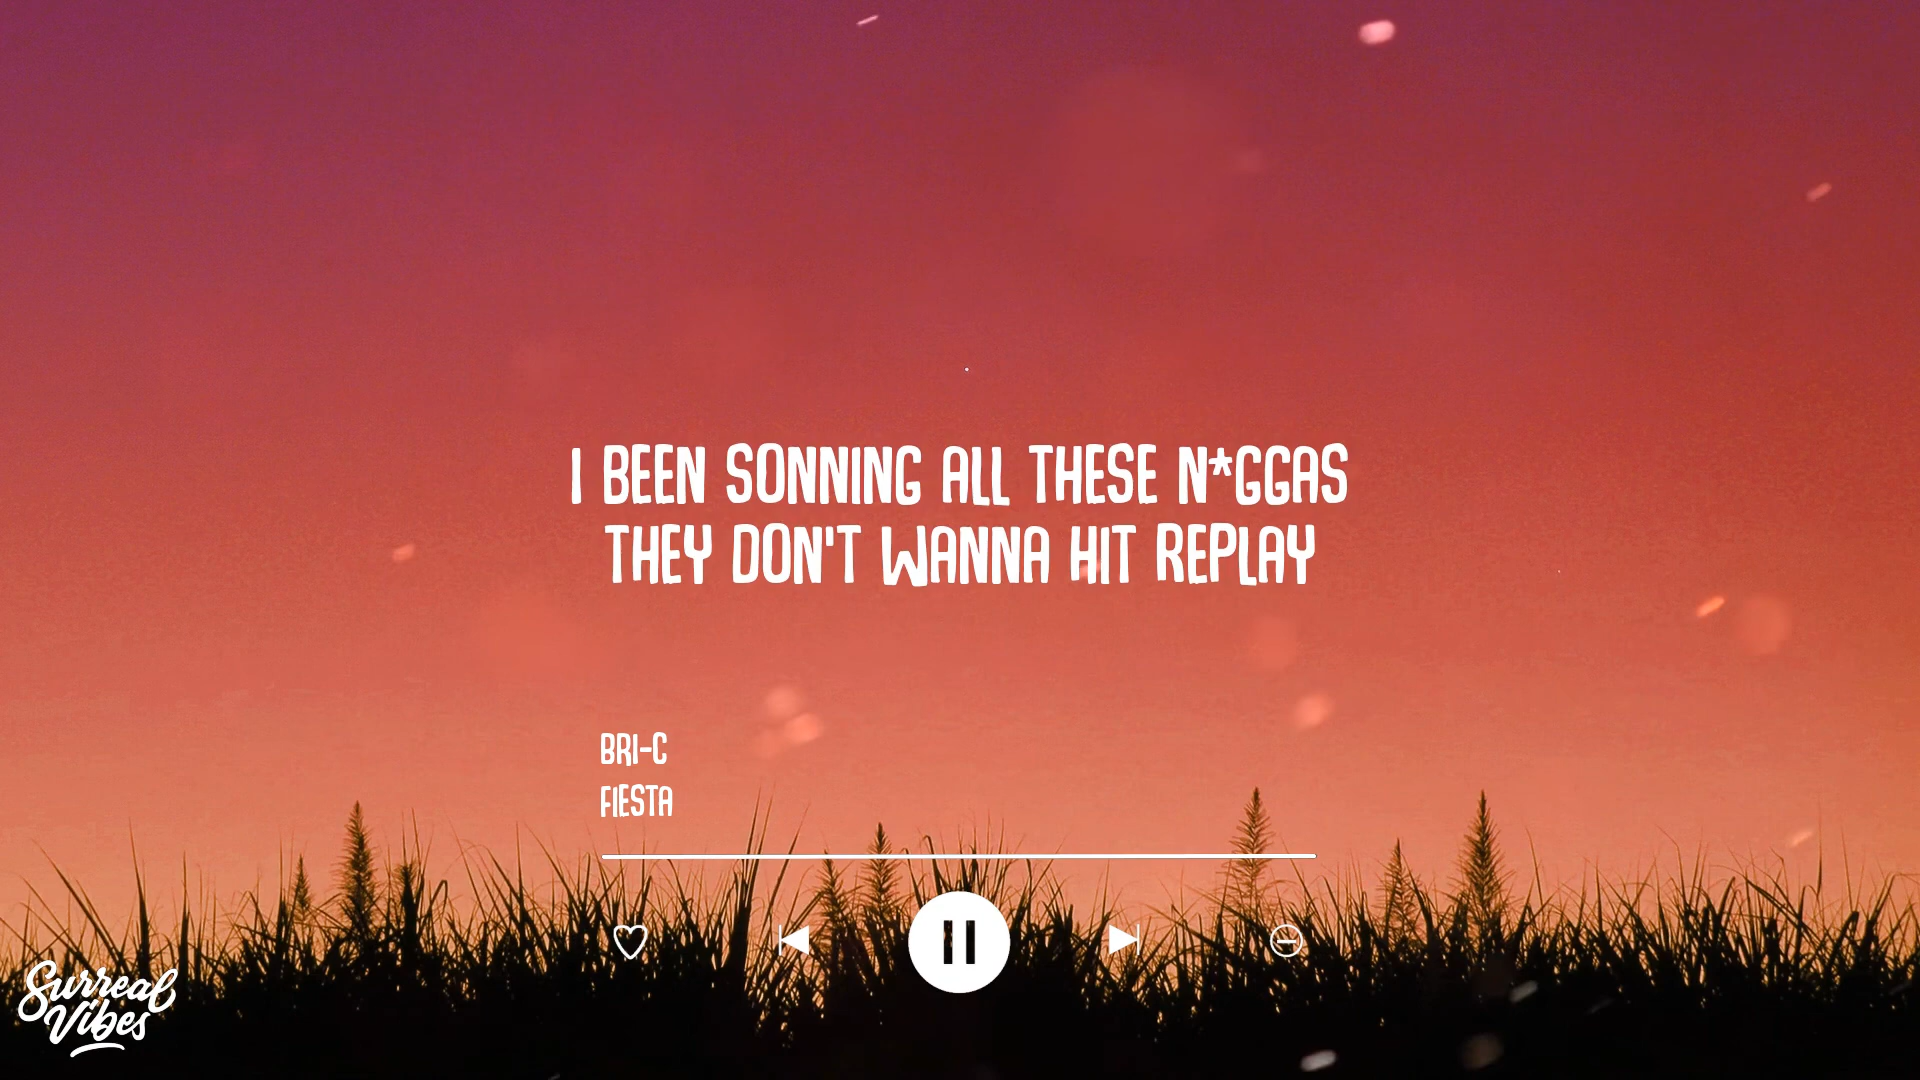 I BEEN SONNING ALL THESE N*GGAS
THEY DON'T WANNA HIT REPLAY
BRI-C
FIESTA
Surreal
Vibes